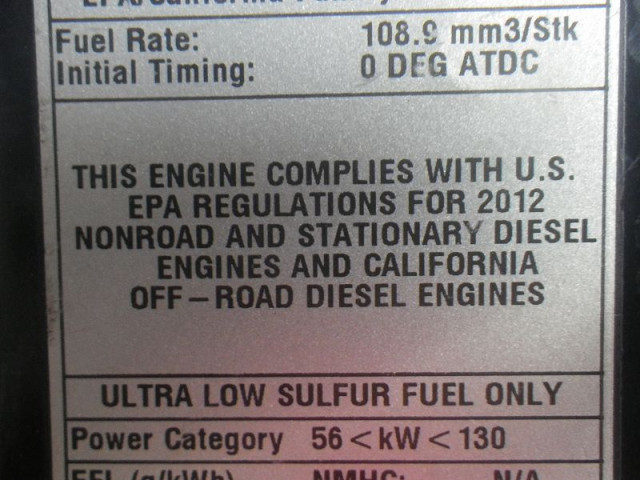 Fuel Rate: 108.9 mm3/Stk
Initial Timing: 0 DEG ATDC
THIS ENGINE COMPLIES WITH U.S.
EPA REGULATIONS FOR 2012
NONROAD AND STATIONARY DIESEL
ENGINES AND CALIFORNIA
OFF-ROAD DIESEL ENGINES
ULTRA LOW SULFUR FUEL ONLY
Power Category 56<kW<130
FEL (g/kWh) NMHC: N/A